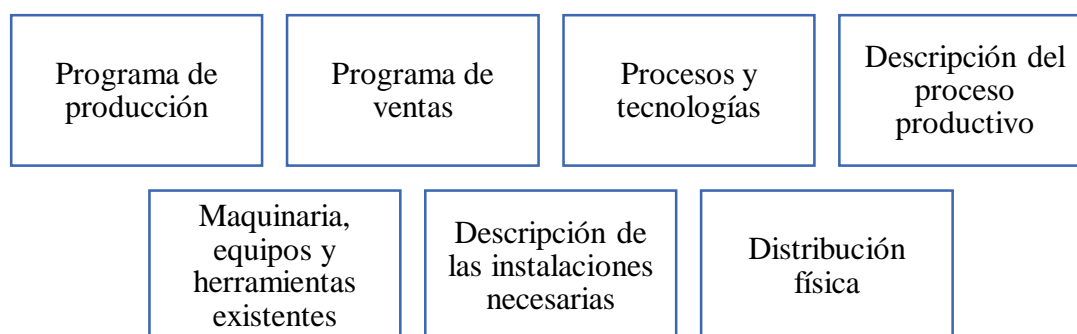 Programa de
producción
Programa de
ventas
Procesos y
tecnologías
Descripción del
proceso
productivo
Maquinaria,
equipos y
herramientas
existentes
Descripción de
las instalaciones
necesarias
Distribución
física